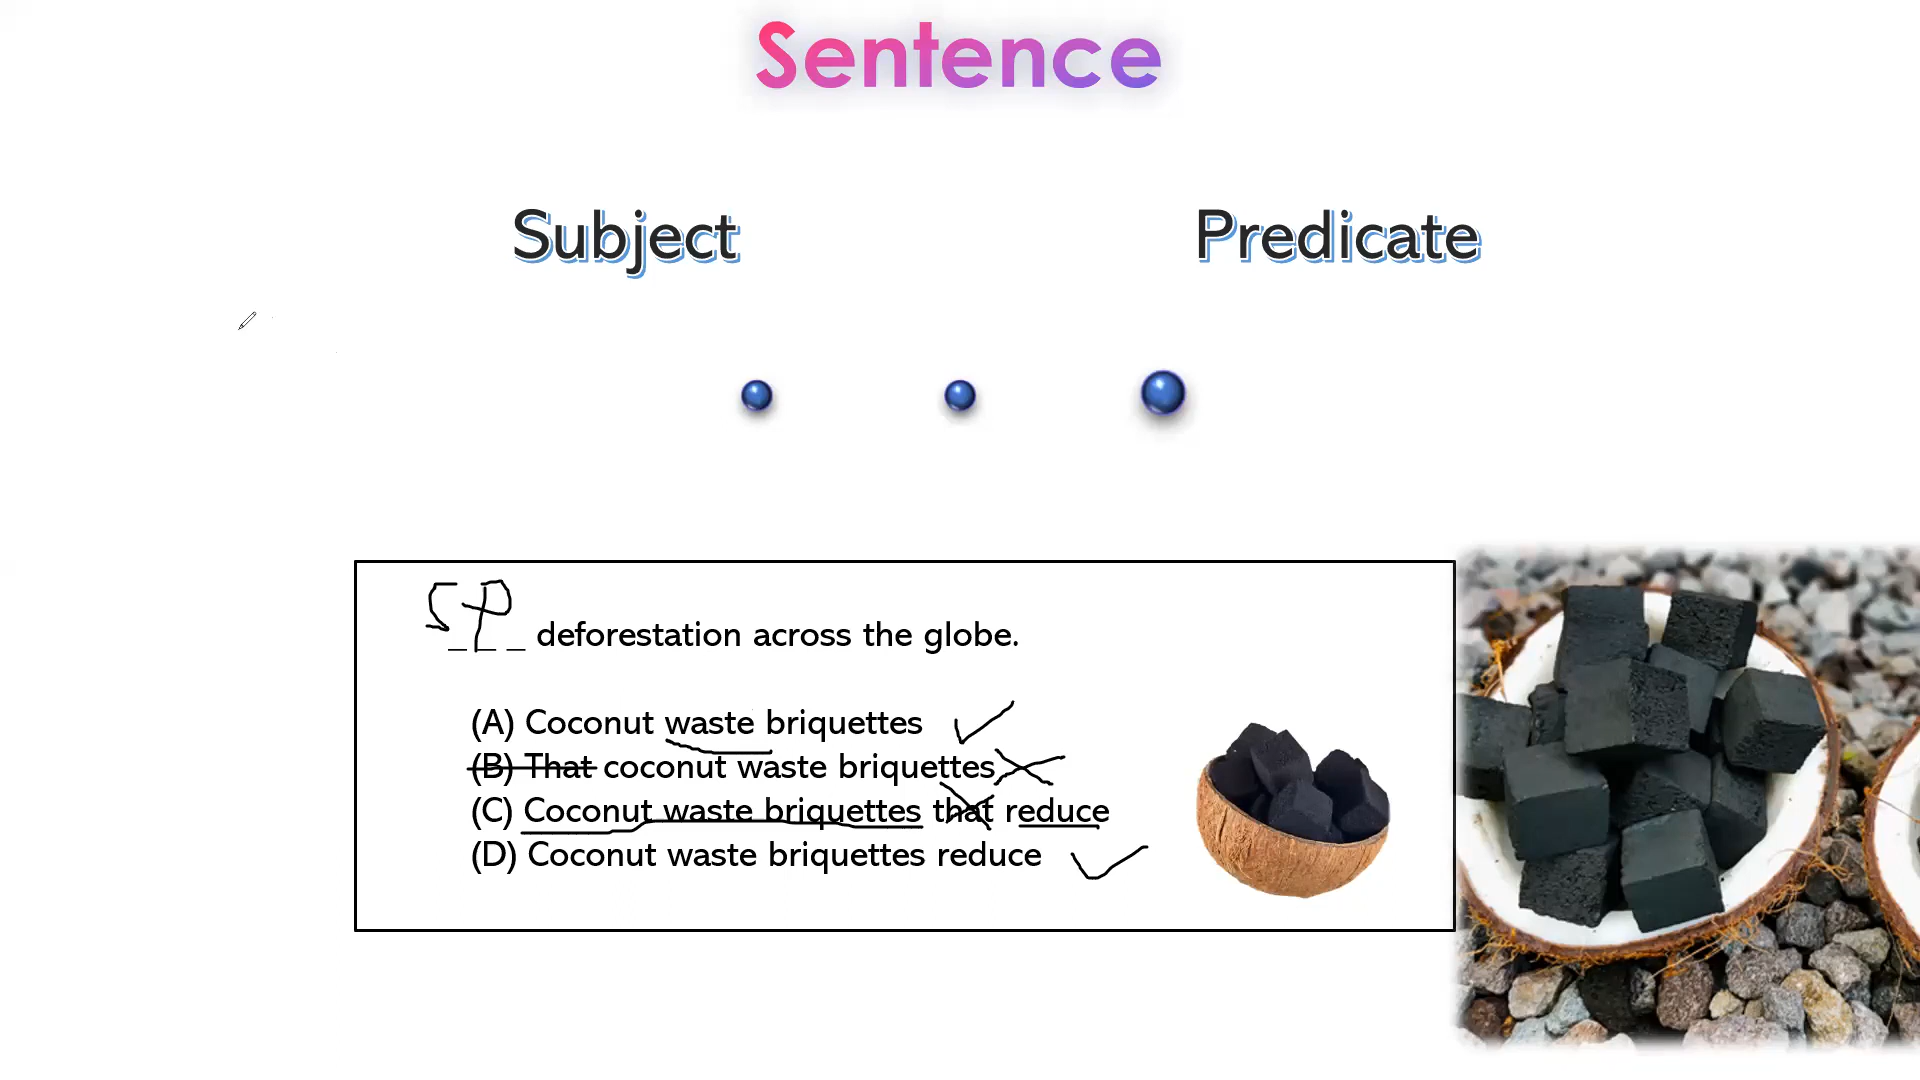 Sentence
Subject Predicate
SP
_ _ _ deforestation across the globe.
(A) Coconut waste briquettes
(B) That coconut waste briquettes
(C) Coconut waste briquettes that reduce
(D) Coconut waste briquettes reduce